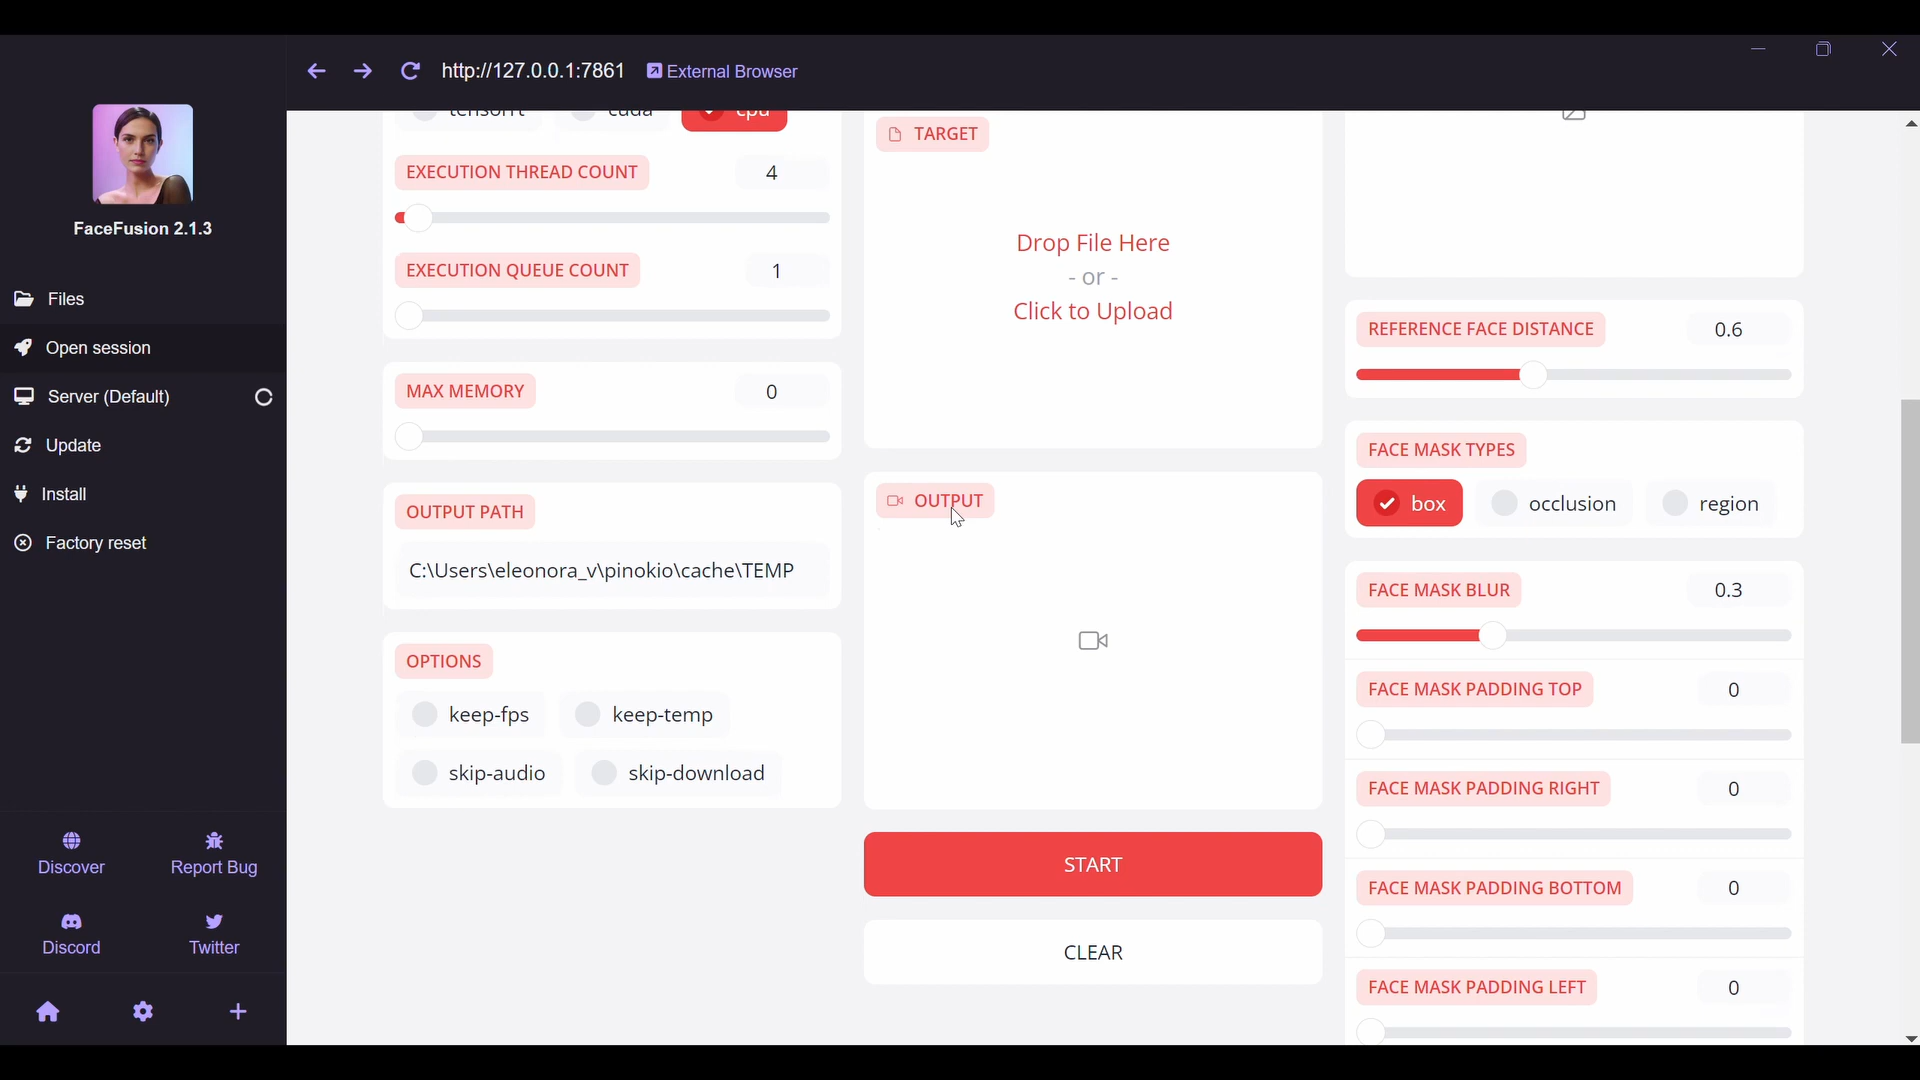 http://127.0.0.1:7861
External Browser
FaceFusion 2.1.3
Files
Open session
Server (Default)
Update
Install
Factory reset
Discover
Report Bug
Discord
Twitter
tensorrt
cuda
cpu
EXECUTION THREAD COUNT
4
EXECUTION QUEUE COUNT
1
MAX MEMORY
0
OUTPUT PATH
C:\Users\eleonora_v\pinokio\cache\TEMP
OPTIONS
keep-fps
keep-temp
skip-audio
skip-download
TARGET
Drop File Here
- or -
Click to Upload
OUTPUT
START
CLEAR
REFERENCE FACE DISTANCE
0.6
FACE MASK TYPES
box
occlusion
region
FACE MASK BLUR
0.3
FACE MASK PADDING TOP
0
FACE MASK PADDING RIGHT
0
FACE MASK PADDING BOTTOM
0
FACE MASK PADDING LEFT
0